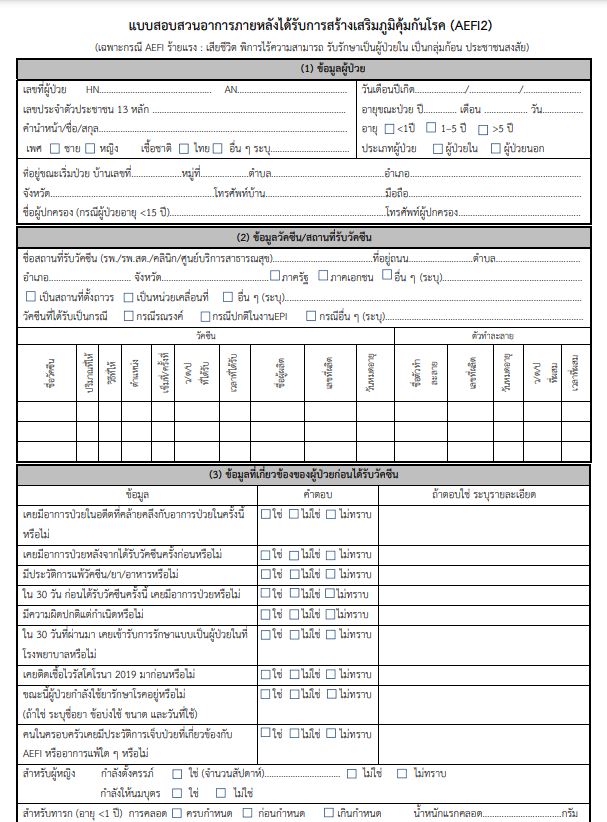 แบบสอบสวนอาการภายหลังได้รับการสร้างเสริมภูมิคุ้มกันโรค (AEFI2)
(เฉพาะกรณี AEFI ร้ายแรง : เสียชีวิต พิการไร้ความสามารถ รับรักษาเป็นผู้ป่วยใน เป็นกลุ่มก้อน ประชาชนสงสัย)
(1) ข้อมูลผู้ป่วย
เลขที่ผู้ป่วย HN.............................. AN..............................
เลขประจำตัวประชาชน 13 หลัก ..............................
คำนำหน้า/ชื่อ/สกุล..............................
เพศ ☐ ชาย ☐ หญิง เชื้อชาติ ☐ ไทย ☐ อื่น ๆ ระบุ..............................
วันเดือนปีเกิด............../............../..............
อายุขณะป่วย ปี.......... เดือน .......... วัน..........
อายุ ☐ <1ปี ☐ 1–5 ปี ☐ >5 ปี
ประเภทผู้ป่วย ☐ ผู้ป่วยใน ☐ ผู้ป่วยนอก
ที่อยู่ขณะเริ่มป่วย บ้านเลขที่..............หมู่ที่..............ตำบล..............................อำเภอ..............................
จังหวัด..............................โทรศัพท์บ้าน..............................มือถือ..............................
ชื่อผู้ปกครอง (กรณีผู้ป่วยอายุ <15 ปี)..............................โทรศัพท์ผู้ปกครอง..............................
(2) ข้อมูลวัคซีน/สถานที่รับวัคซีน
ชื่อสถานที่รับวัคซีน (รพ/รพ.สต./คลินิก/ศูนย์บริการสาธารณสุข)..............................ที่อยู่ถนน..............................ตำบล..............................
อำเภอ.............................. จังหวัด..............................☐ ภาครัฐ ☐ ภาคเอกชน ☐ อื่น ๆ (ระบุ)..............................
☐ เป็นสถานที่ตั้งถาวร ☐ เป็นหน่วยเคลื่อนที่ ☐ อื่น ๆ (ระบุ)..............................
วัคซีนที่ได้รับเป็นกรณี ☐ กรณีรณรงค์ ☐ กรณีปกติในงานEPI ☐ กรณีอื่น ๆ (ระบุ)..............................
วัคซีน ตัวทำละลาย
ชื่อวัคซีน ปริมาณที่ให้ วิธีที่ให้ ตำแหน่ง เข็มที่/ครั้งที่ ว/ด/ป ที่ได้รับ เวลาที่ได้รับ ชื่อผู้ผลิต เลขที่ผลิต วันหมดอายุ ชื่อตัวทำละลาย เลขที่ผลิต วันหมดอายุ ว/ด/ป ที่ผสม เวลาที่ผสม
(3) ข้อมูลที่เกี่ยวข้องของผู้ป่วยก่อนได้รับวัคซีน
ข้อมูล คำตอบ ถ้าตอบใช่ ระบุรายละเอียด
เคยมีอาการป่วยในอดีตที่คล้ายคลึงกับอาการป่วยในครั้งนี้ ☐ ใช่ ☐ ไม่ใช่ ☐ ไม่ทราบ
หรือไม่
เคยมีอาการป่วยหลังจากได้รับวัคซีนครั้งก่อนหรือไม่ ☐ ใช่ ☐ ไม่ใช่ ☐ ไม่ทราบ
มีประวัติการแพ้วัคซีน/ยา/อาหารหรือไม่ ☐ ใช่ ☐ ไม่ใช่ ☐ ไม่ทราบ
ใน 30 วัน ก่อนได้รับวัคซีนครั้งนี้ เคยมีอาการป่วยหรือไม่ ☐ ใช่ ☐ ไม่ใช่ ☐ ไม่ทราบ
มีความผิดปกติแต่กำเนิดหรือไม่ ☐ ใช่ ☐ ไม่ใช่ ☐ ไม่ทราบ
ใน 30 วันที่ผ่านมา เคยเข้ารับการรักษาแบบเป็นผู้ป่วยในที่ ☐ ใช่ ☐ ไม่ใช่ ☐ ไม่ทราบ
โรงพยาบาลหรือไม่
เคยติดเชื้อไวรัสโคโรนา 2019 มาก่อนหรือไม่ ☐ ใช่ ☐ ไม่ใช่ ☐ ไม่ทราบ
ขณะนี้ผู้ป่วยกำลังใช้ยารักษาโรคอยู่หรือไม่ ☐ ใช่ ☐ ไม่ใช่ ☐ ไม่ทราบ
(ถ้าใช่ ระบุชื่อยา ข้อบ่งใช้ ขนาด และวันที่ใช้)
คนในครอบครัวเคยมีประวัติการเจ็บป่วยที่เกี่ยวข้องกับ ☐ ใช่ ☐ ไม่ใช่ ☐ ไม่ทราบ
AEFI หรืออาการแพ้ใด ๆ หรือไม่
สำหรับผู้หญิง กำลังตั้งครรภ์ ☐ ใช่ (จำนวนสัปดาห์).............................. ☐ ไม่ใช่ ☐ ไม่ทราบ
กำลังให้นมบุตร ☐ ใช่ ☐ ไม่ใช่
สำหรับทารก (อายุ <1 ปี) การคลอด ☐ ครบกำหนด ☐ ก่อนกำหนด ☐ เกินกำหนด น้ำหนักแรกคลอด..............................กรัม